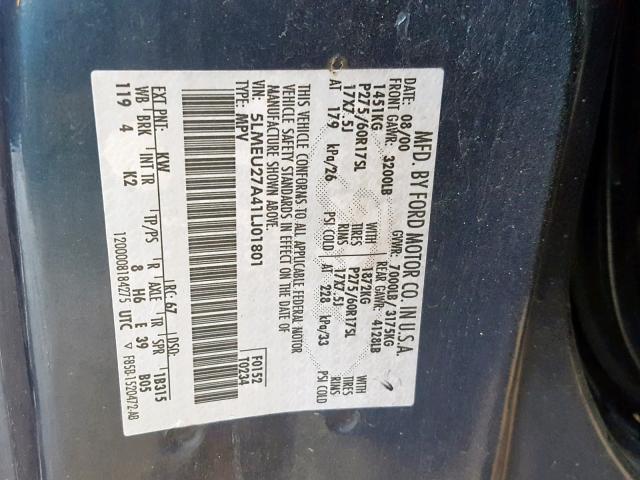 MFD. BY FORD MOTOR CO. IN U.S.A.
DATE: 08/00 GVWR: 7000LB/ 3175KG
FRONT GAWR: 3200LB REAR GAWR: 4128LB
1451KG WITH 1872KG WITH
P275/60R17SL TIRES P275/60R17SL TIRES
17X7.5J RIMS 17X7.5J RIMS
AT 179 kPa/26 PSI COLD AT 228 kPa/33 PSI COLD
THIS VEHICLE CONFORMS TO ALL APPLICABLE FEDERAL MOTOR
VEHICLE SAFETY STANDARDS IN EFFECT ON THE DATE OF
MANUFACTURE SHOWN ABOVE.
VIN: 5LMEU27A41LJ01801 F0152
TYPE: MPV T0234
EXT PNT: KW RC: 67 DSO:
WB BRK INT TR TP/PS R AXLE TR SPR 1B315
119 4 K2 8 H6 E 39 B05
1200008184275 UTC ▽ F85B-1520472-AB